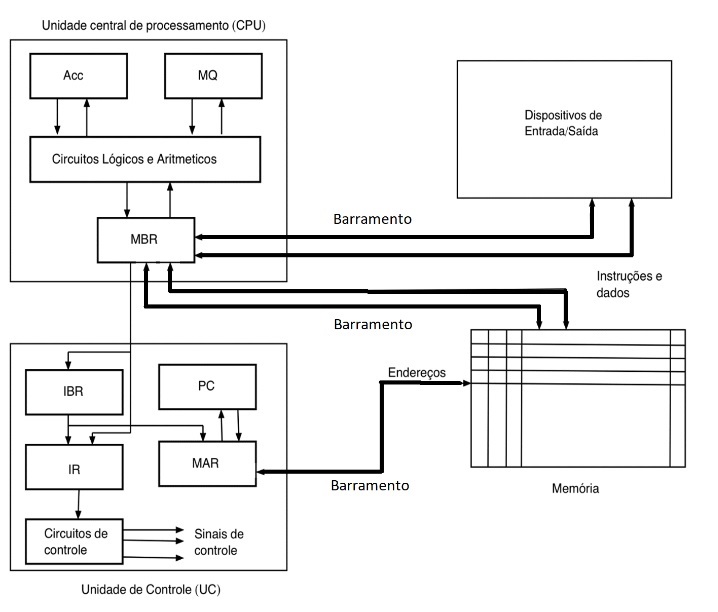 Unidade central de processamento (CPU)
Acc
MQ
Circuitos Lógicos e Aritmeticos
MBR
Dispositivos de
Entrada/Saída
Barramento
Instruções e
dados
Barramento
Endereços
IBR
PC
IR
MAR
Barramento
Memória
Circuitos de
controle
Sinais de
controle
Unidade de Controle (UC)